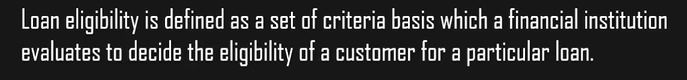 Loan eligibility is defined as a set of criteria basis which a financial institution
evaluates to decide the eligibility of a customer for a particular loan.